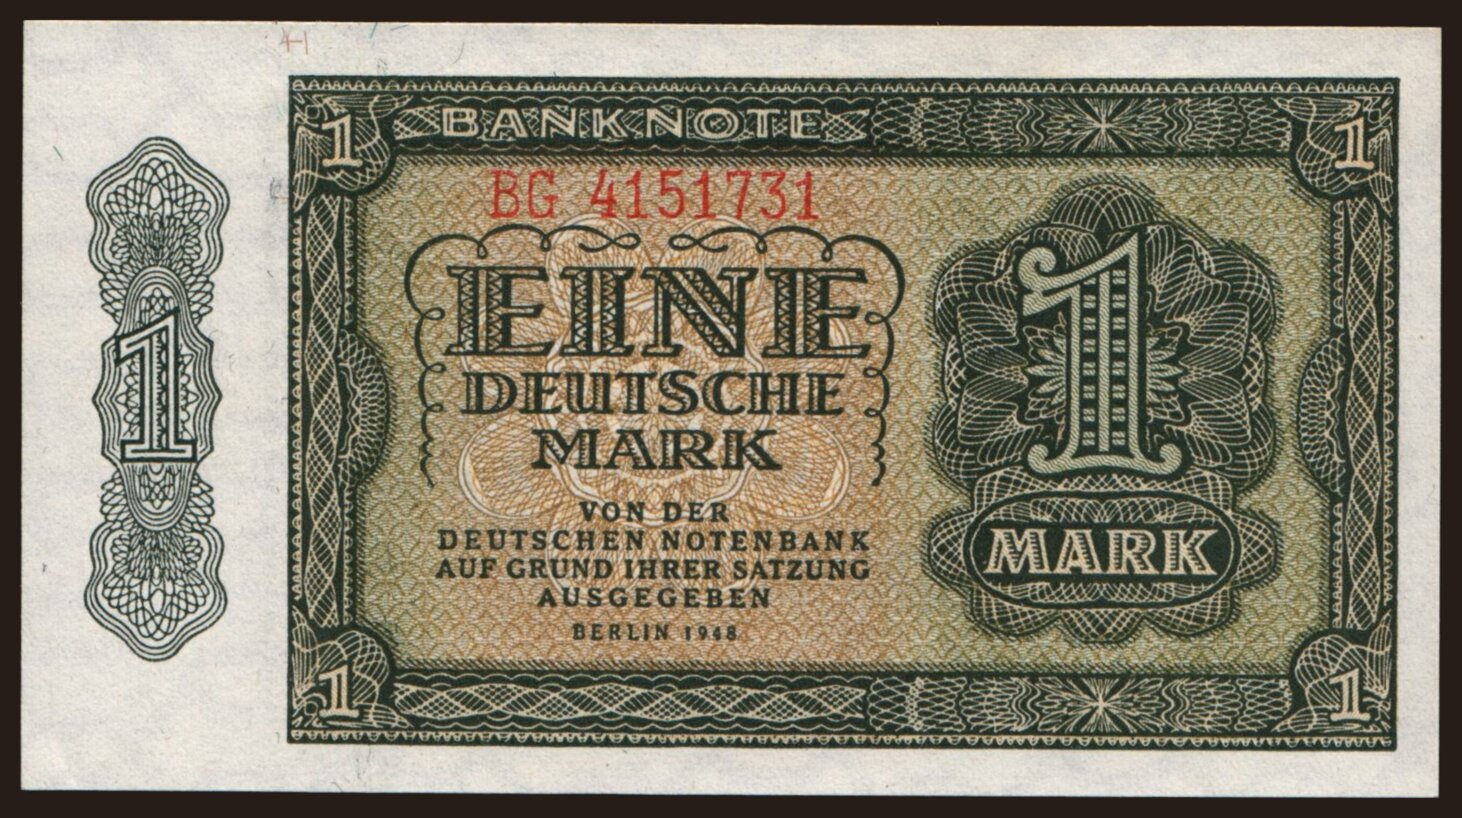 1 BANKNOTE 1
BG 4151731
EINE
DEUTSCHE
MARK
VON DER
DEUTSCHEN NOTENBANK
AUF GRUND IHRER SATZUNG
AUSGEGEBEN
BERLIN 1948
1
1
MARK
1 1